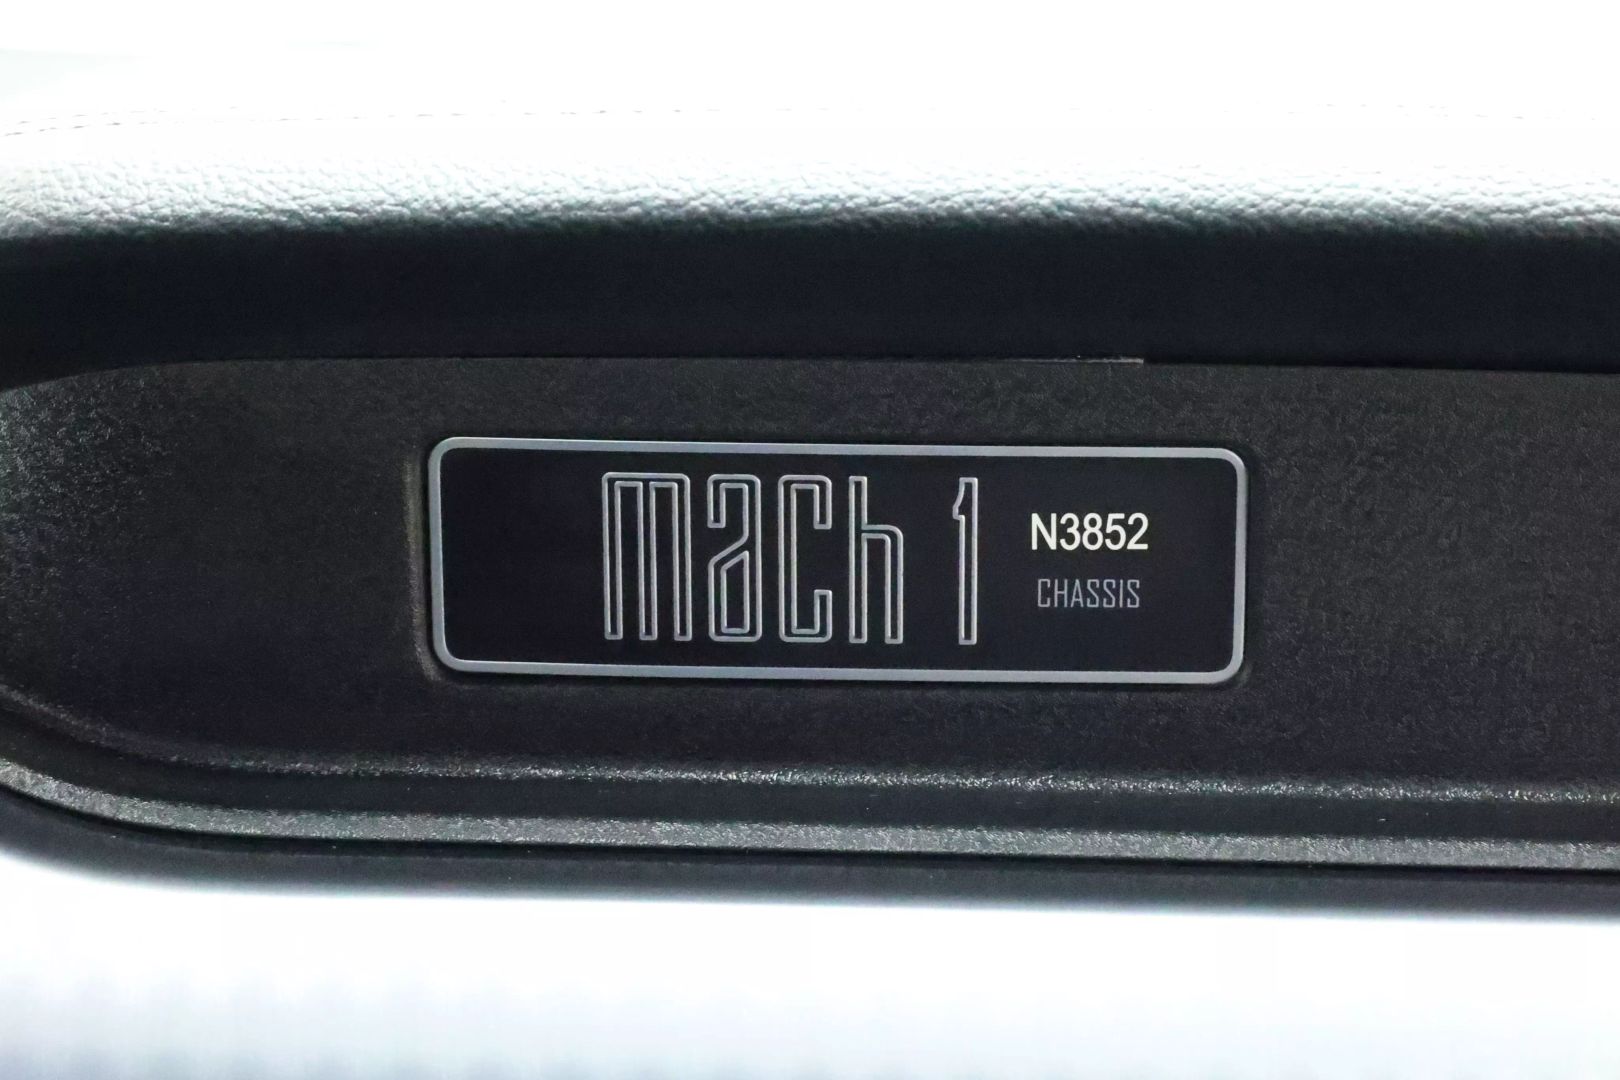 mach 1
N3852
CHASSIS